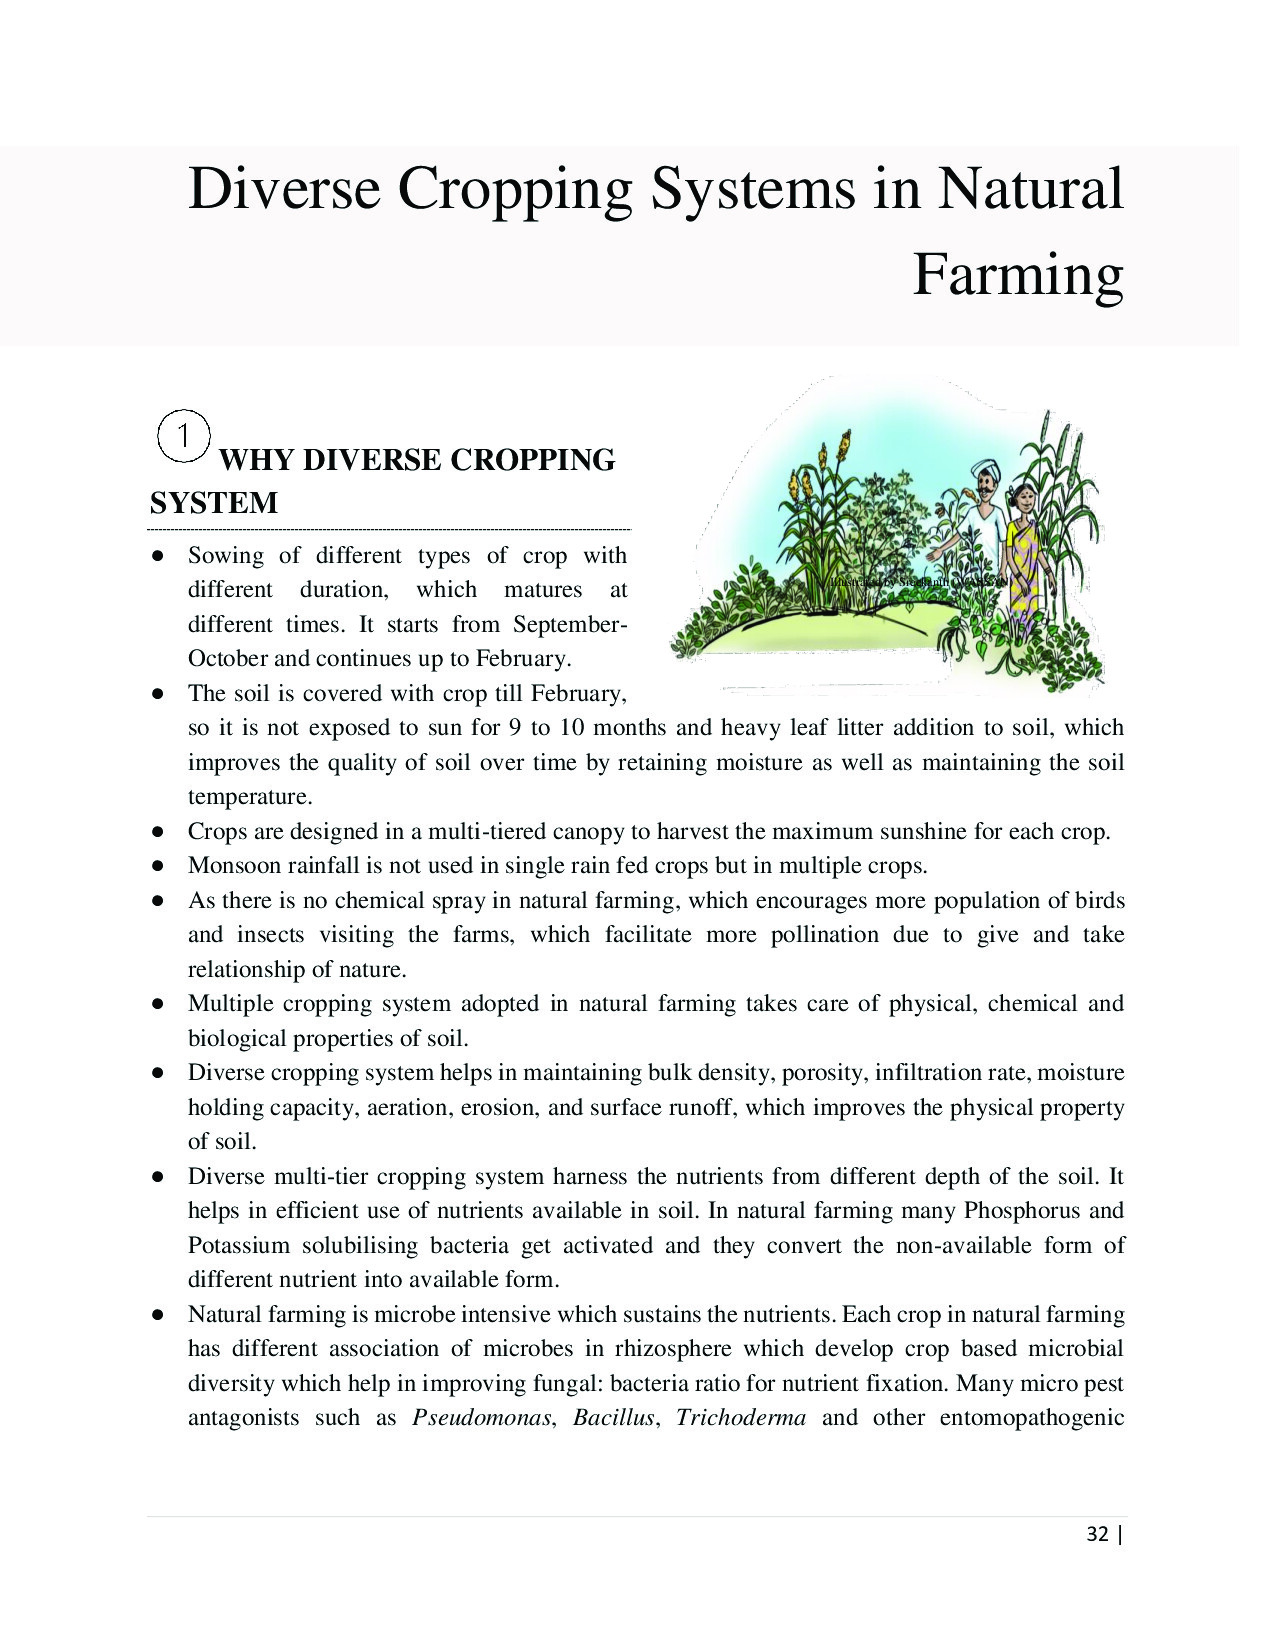 Diverse Cropping Systems in Natural
Farming
1
WHY DIVERSE CROPPING
SYSTEM
Illustrated by Sreekanth
● Sowing of different types of crop with
different duration, which matures at
different times. It starts from September-
October and continues up to February.
● The soil is covered with crop till February,
so it is not exposed to sun for 9 to 10 months and heavy leaf litter addition to soil, which
improves the quality of soil over time by retaining moisture as well as maintaining the soil
temperature.
● Crops are designed in a multi-tiered canopy to harvest the maximum sunshine for each crop.
● Monsoon rainfall is not used in single rain fed crops but in multiple crops.
● As there is no chemical spray in natural farming, which encourages more population of birds
and insects visiting the farms, which facilitate more pollination due to give and take
relationship of nature.
● Multiple cropping system adopted in natural farming takes care of physical, chemical and
biological properties of soil.
● Diverse cropping system helps in maintaining bulk density, porosity, infiltration rate, moisture
holding capacity, aeration, erosion, and surface runoff, which improves the physical property
of soil.
● Diverse multi-tier cropping system harness the nutrients from different depth of the soil. It
helps in efficient use of nutrients available in soil. In natural farming many Phosphorus and
Potassium solubilising bacteria get activated and they convert the non-available form of
different nutrient into available form.
● Natural farming is microbe intensive which sustains the nutrients. Each crop in natural farming
has different association of microbes in rhizosphere which develop crop based microbial
diversity which help in improving fungal: bacteria ratio for nutrient fixation. Many micro pest
antagonists such as Pseudomonas, Bacillus, Trichoderma and other entomopathogenic
32 |